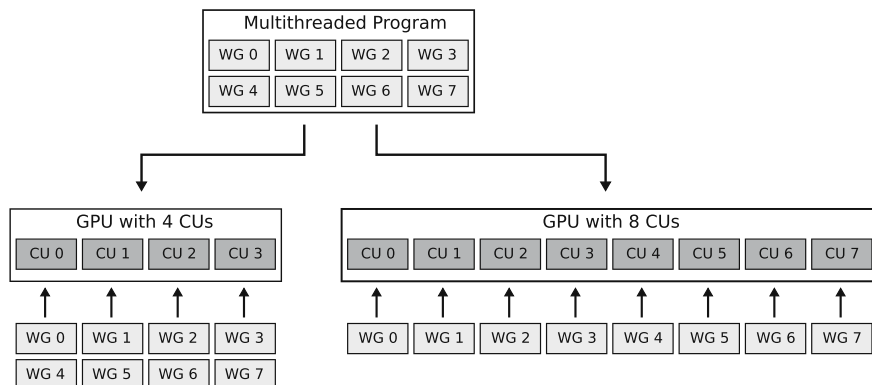 Multithreaded Program
WG 0 WG 1 WG 2 WG 3
WG 4 WG 5 WG 6 WG 7
GPU with 4 CUs
CU 0 CU 1 CU 2 CU 3
WG 0 WG 1 WG 2 WG 3
WG 4 WG 5 WG 6 WG 7
GPU with 8 CUs
CU 0 CU 1 CU 2 CU 3 CU 4 CU 5 CU 6 CU 7
WG 0 WG 1 WG 2 WG 3 WG 4 WG 5 WG 6 WG 7